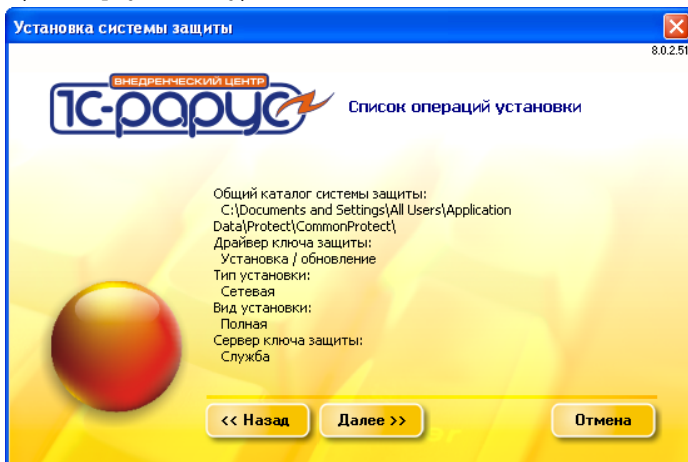 Установка системы защиты
8.0.2.51
ВНЕДРЕНЧЕСКИЙ ЦЕНТР
1С-рарус
Список операций установки
Общий каталог системы защиты:
C:\Documents and Settings\All Users\Application
Data\Protect\CommonProtect\
Драйвер ключа защиты:
Установка / обновление
Тип установки:
Сетевая
Вид установки:
Полная
Сервер ключа защиты:
Служба
<< Назад
Далее >>
Отмена